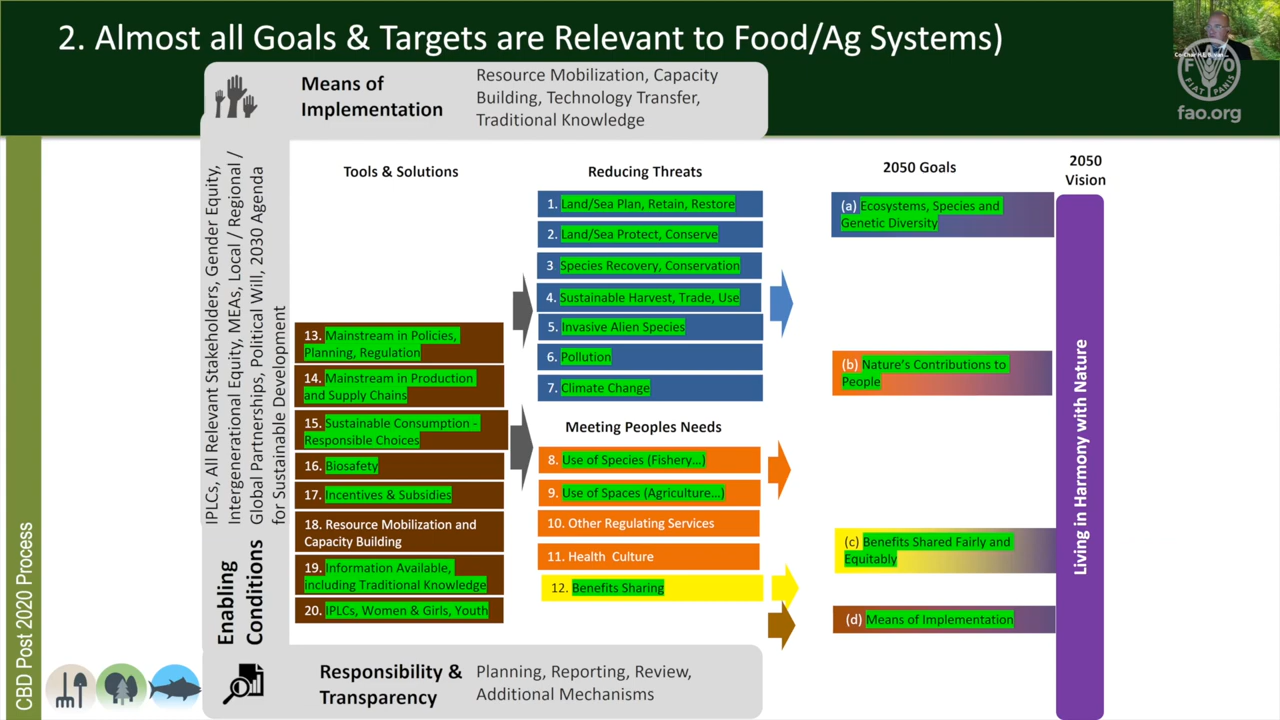 2. Almost all Goals & Targets are Relevant to Food/Ag Systems)
FAO
FIAT PANIS
fao.org
Means of
Implementation
Resource Mobilization, Capacity
Building, Technology Transfer,
Traditional Knowledge
IPLCs, All Relevant Stakeholders, Gender Equity,
Intergenerational Equity, MEAs, Local / Regional /
Global Partnerships, Political Will, 2030 Agenda
for Sustainable Development
Enabling
Conditions
Tools & Solutions
13. Mainstream in Policies,
Planning, Regulation
14. Mainstream in Production
and Supply Chains
15. Sustainable Consumption -
Responsible Choices
16. Biosafety
17. Incentives & Subsidies
18. Resource Mobilization and
Capacity Building
19. Information Available,
including Traditional Knowledge
20. IPLCs, Women & Girls, Youth
Reducing Threats
1. Land/Sea Plan, Retain, Restore
2. Land/Sea Protect, Conserve
3 Species Recovery, Conservation
4. Sustainable Harvest, Trade, Use
5. Invasive Alien Species
6. Pollution
7. Climate Change
Meeting Peoples Needs
8. Use of Species (Fishery...)
9. Use of Spaces (Agriculture...)
10. Other Regulating Services
11. Health Culture
12. Benefits Sharing
2050 Goals
(a) Ecosystems, Species and
Genetic Diversity
(b) Nature's Contributions to
People
(c) Benefits Shared Fairly and
Equitably
(d) Means of Implementation
2050
Vision
Living in Harmony with Nature
Responsibility &
Transparency
Planning, Reporting, Review,
Additional Mechanisms
CBD Post 2020 Process